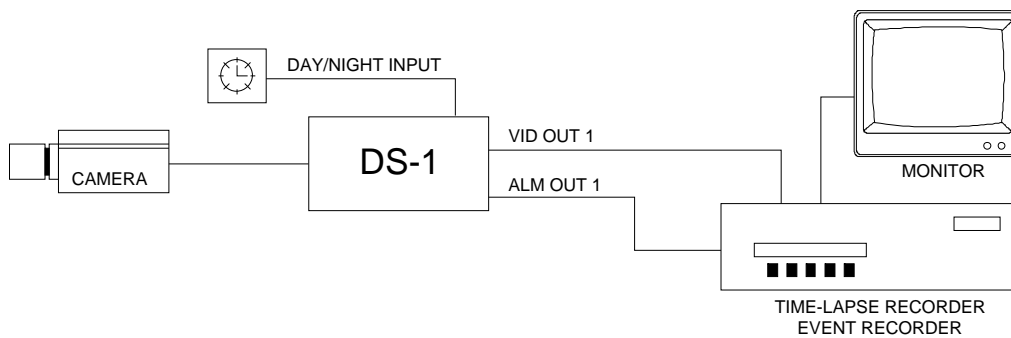 DAY/NIGHT INPUT
DS-1
VID OUT 1
ALM OUT 1
CAMERA
MONITOR
TIME-LAPSE RECORDER
EVENT RECORDER